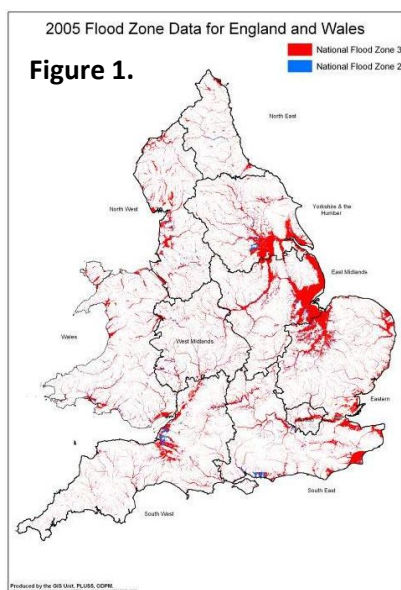 2005 Flood Zone Data for England and Wales
National Flood Zone 3
National Flood Zone 2
Figure 1.
North East
North West
Yorkshire & the
Humber
East Midlands
Wales
West Midlands
Eastern
South East
South West
Produced by the GIS Unit, PLUSS, ODPM.